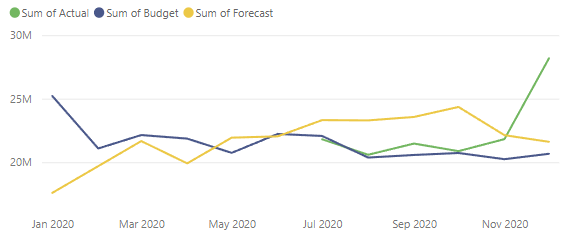 Sum of Actual Sum of Budget Sum of Forecast
30M
25M
20M
Jan 2020 Mar 2020 May 2020 Jul 2020 Sep 2020 Nov 2020